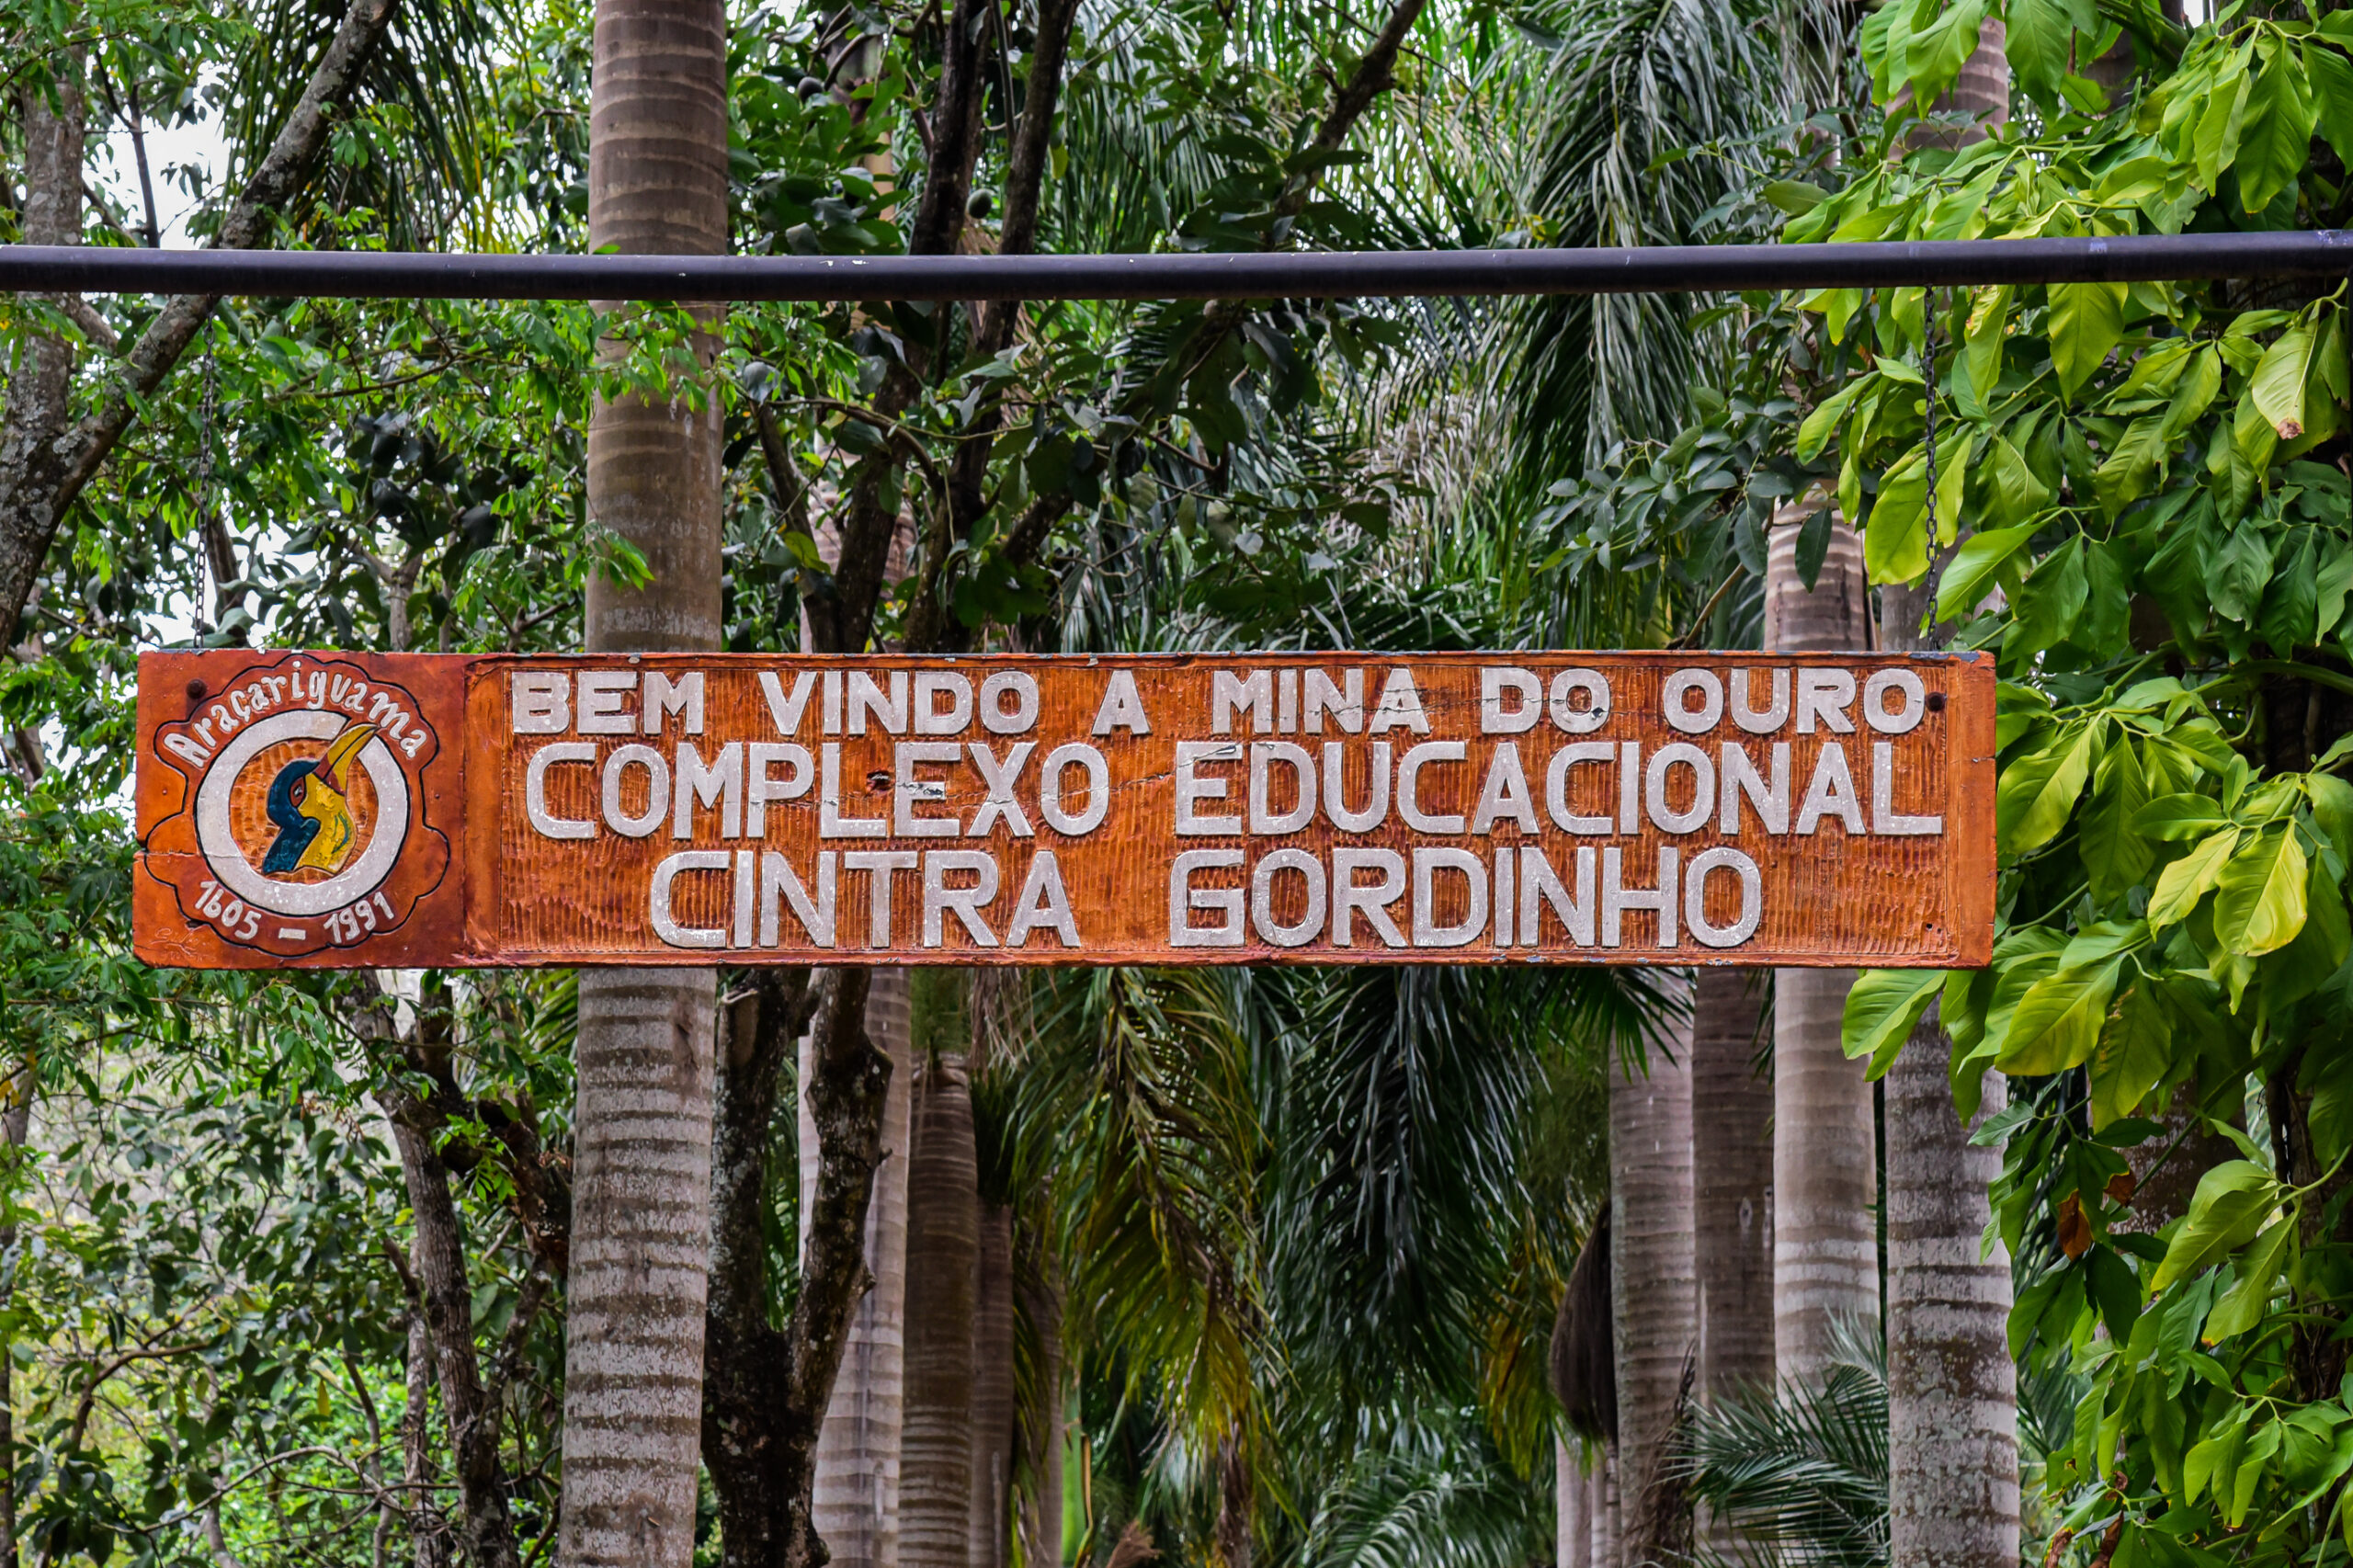 Araçariguama
1605 - 1991
BEM VINDO A MINA DO OURO
COMPLEXO EDUCACIONAL
CINTRA GORDINHO